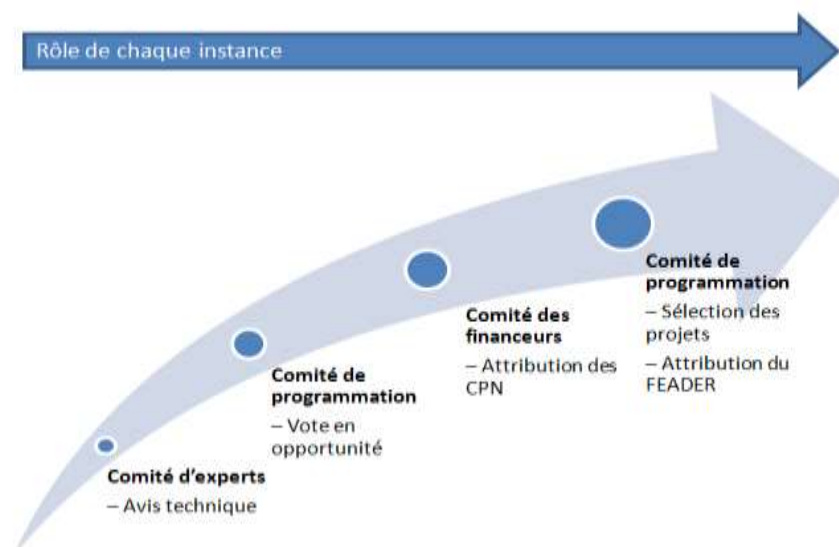 Rôle de chaque instance
Comité d'experts
– Avis technique
Comité de
programmation
– Vote en
opportunité
Comité des
financeurs
– Attribution des
CPN
Comité de
programmation
– Sélection des
projets
– Attribution du
FEADER